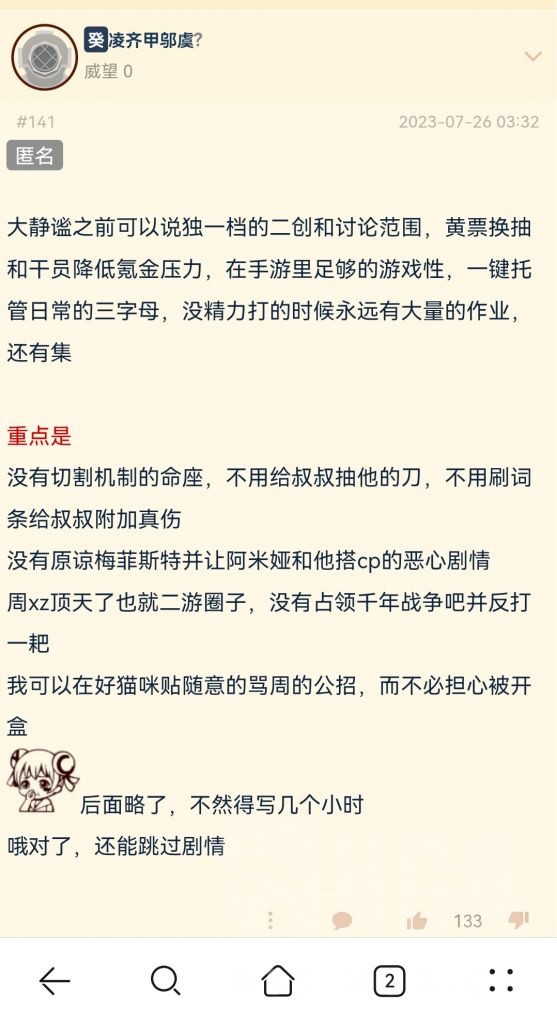 癸凌齐甲邬虞?
威望 0
#141
2023-07-26 03:32
匿名
大静谧之前可以说独一档的二创和讨论范围，黄票换抽
和干员降低氪金压力，在手游里足够的游戏性，一键托
管日常的三字母，没精力打的时候永远有大量的作业，
还有集
重点是
没有切割机制的命座，不用给叔叔抽他的刀，不用刷词
条给叔叔附加真伤
没有原谅梅菲斯特并让阿米娅和他搭cp的恶心剧情
周xz顶天了也就二游圈子，没有占领千年战争吧并反打
一耙
我可以在好猫咪贴随意的骂周的公招，而不必担心被开
盒
后面略了，不然得写几个小时
哦对了，还能跳过剧情
133
2